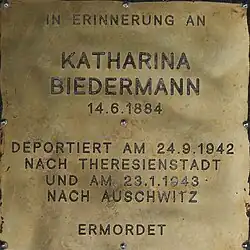 IN ERINNERUNG AN
KATHARINA
BIEDERMANN
14.6.1884
DEPORTIERT AM 24.9.1942
NACH THERESIENSTADT
UND AM 23.1.1943
NACH AUSCHWITZ
ERMORDET